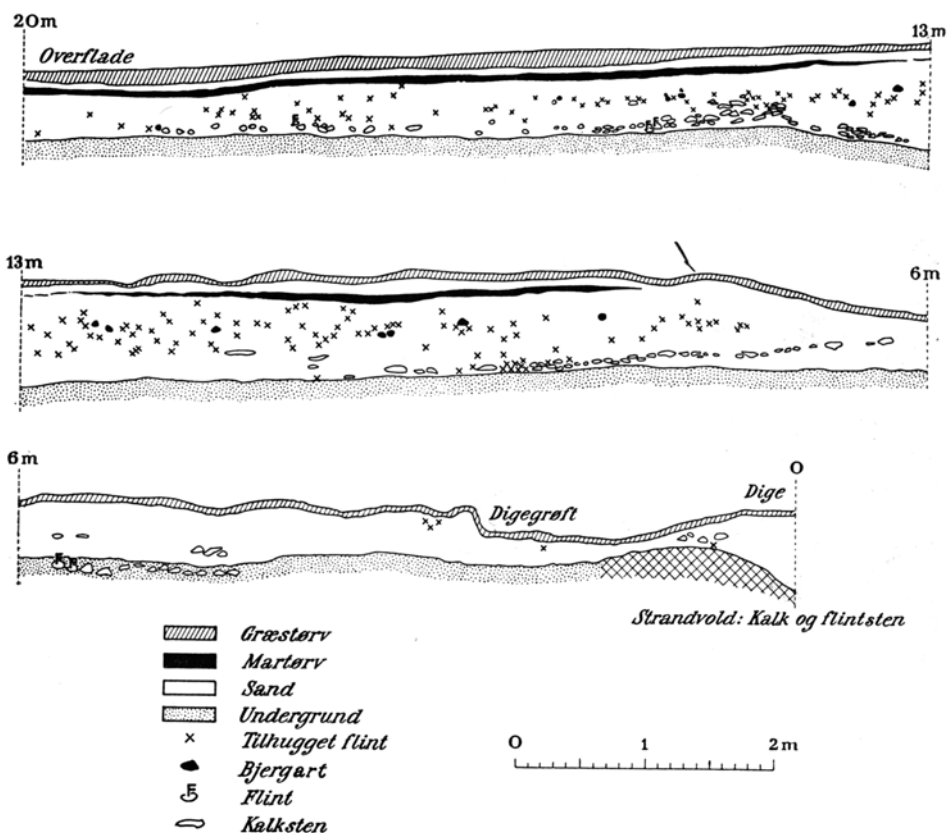 20m
13m
Overflade
13m
6m
6m
0
Digegrøft
Dige
F
F
F
Strandvold: Kalk og flintsten
Græstørv
Martørv
Sand
Undergrund
Tilhugget flint
Bjergart
F Flint
Kalksten
0 1 2m